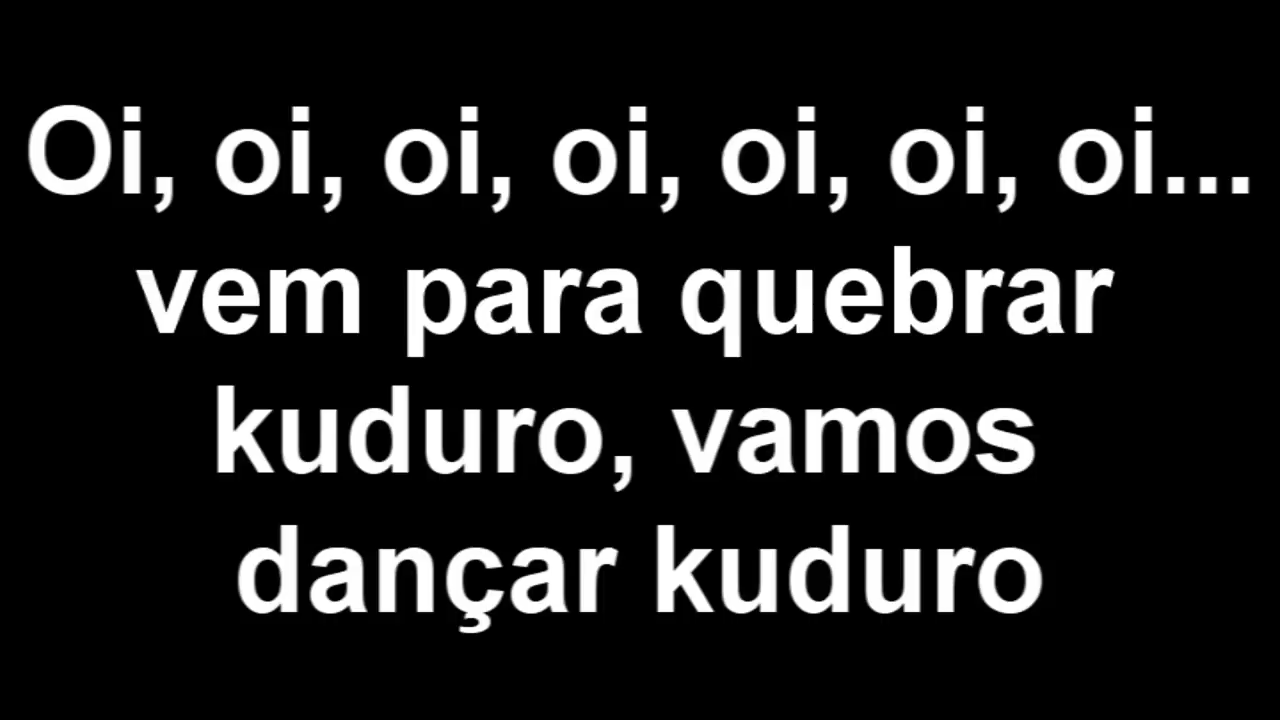 Oi, oi, oi, oi, oi, oi, oi...
vem para quebrar
kuduro, vamos
dançar kuduro